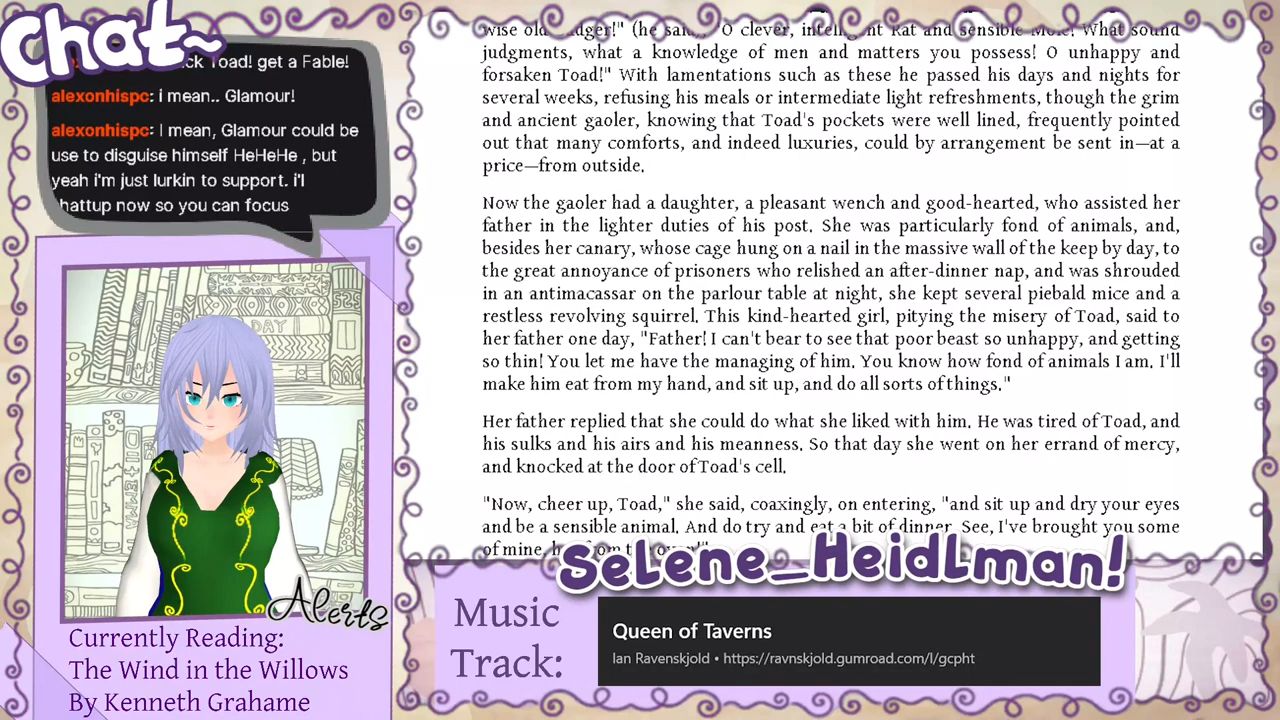 Chat~
Toad! get a Fable!
alexonhispc: i mean.. Glamour!
alexonhispc: I mean, Glamour could be
use to disguise himself HeHeHe , but
yeah i'm just lurkin to support. i'l
hattup now so you can focus
DAY
525
Alerts
Currently Reading:
The Wind in the Willows
By Kenneth Grahame
wise old Badger!" (he said,) "O clever, intelligent Rat and sensible Mole! What sound
judgments, what a knowledge of men and matters you possess! O unhappy and
forsaken Toad!" With lamentations such as these he passed his days and nights for
several weeks, refusing his meals or intermediate light refreshments, though the grim
and ancient gaoler, knowing that Toad's pockets were well lined, frequently pointed
out that many comforts, and indeed luxuries, could by arrangement be sent in—at a
price—from outside.
Now the gaoler had a daughter, a pleasant wench and good-hearted, who assisted her
father in the lighter duties of his post. She was particularly fond of animals, and,
besides her canary, whose cage hung on a nail in the massive wall of the keep by day, to
the great annoyance of prisoners who relished an after-dinner nap, and was shrouded
in an antimacassar on the parlour table at night, she kept several piebald mice and a
restless revolving squirrel. This kind-hearted girl, pitying the misery of Toad, said to
her father one day, "Father! I can't bear to see that poor beast so unhappy, and getting
so thin! You let me have the managing of him. You know how fond of animals I am. I'll
make him eat from my hand, and sit up, and do all sorts of things."
Her father replied that she could do what she liked with him. He was tired of Toad, and
his sulks and his airs and his meanness. So that day she went on her errand of mercy,
and knocked at the door of Toad's cell.
"Now, cheer up, Toad," she said, coaxingly, on entering, "and sit up and dry your eyes
and be a sensible animal. And do try and eat a bit of dinner. See, I've brought you some
of mine,
Selene_Heidlman!
Music
Track:
Queen of Taverns
Ian Ravenskjold • https://ravnskjold.gumroad.com/l/gcpht